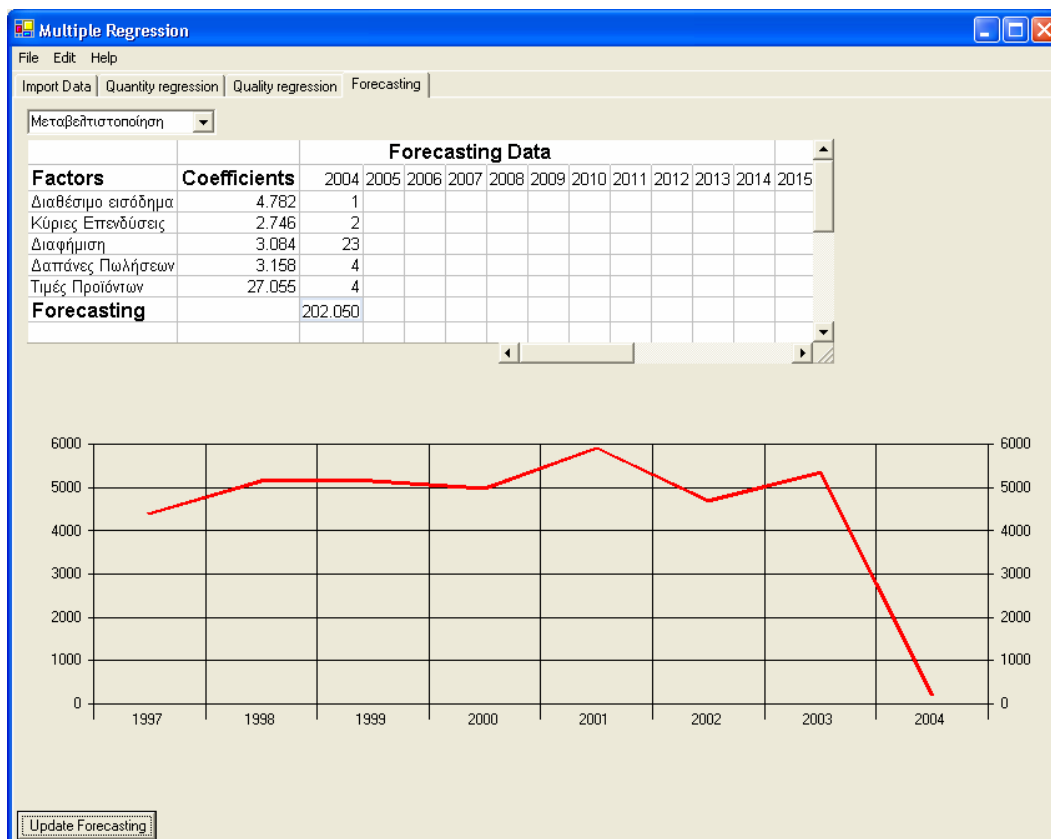 Multiple Regression
File Edit Help
Import Data Quantity regression Quality regression Forecasting
Μεταβελτιστοποίηση
Forecasting Data
Factors Coefficients 2004 2005 2006 2007 2008 2009 2010 2011 2012 2013 2014 2015
Διαθέσιμο εισόδημα 4.782 1
Κύριες Επενδύσεις 2.746 2
Διαφήμιση 3.084 23
Δαπάνες Πωλήσεων 3.158 4
Τιμές Προϊόντων 27.055 4
Forecasting 202.050
6000 6000
5000 5000
4000 4000
3000 3000
2000 2000
1000 1000
0 0
1997 1998 1999 2000 2001 2002 2003 2004
Update Forecasting